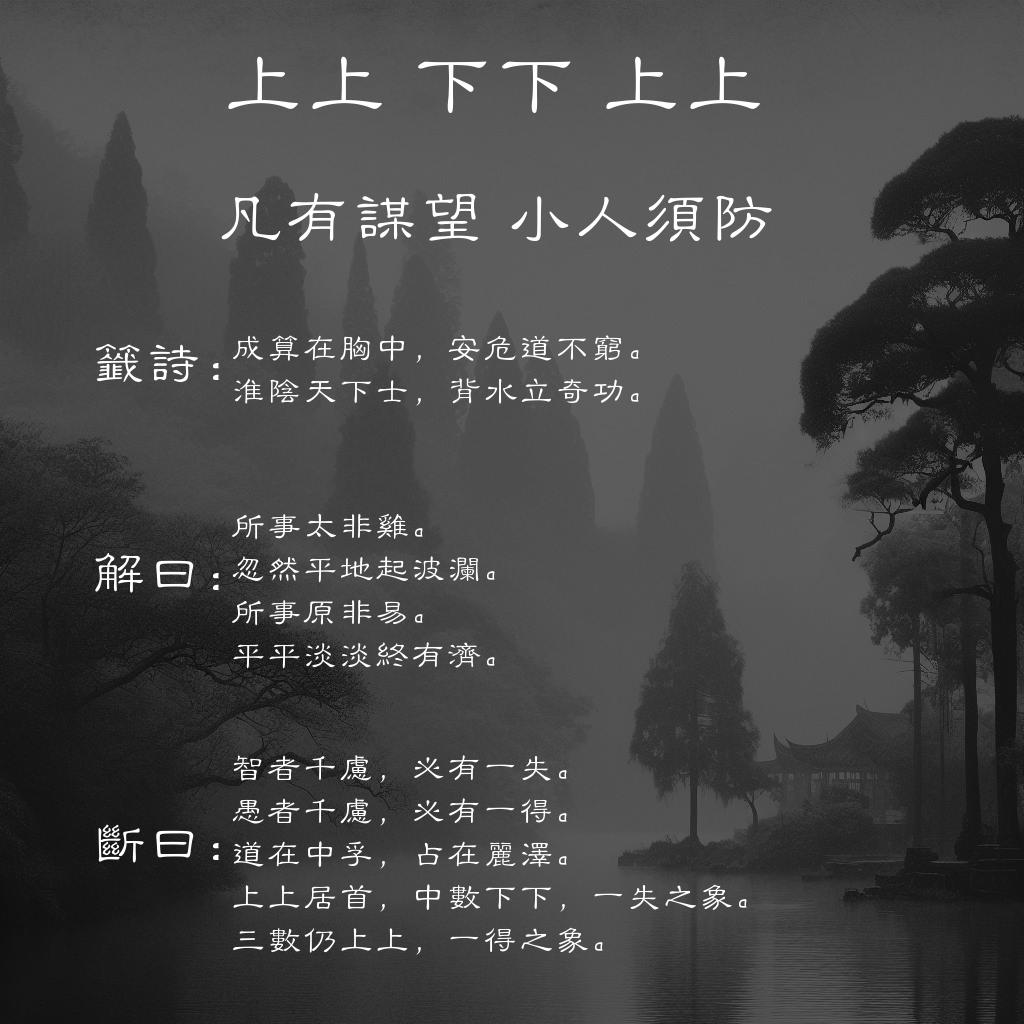 上上 下下 上上
凡有謀望 小人須防
籤詩：
成算在胸中，安危道不窮。
淮陰天下士，背水立奇功。
解曰：
所事太非難。
忽然平地起波瀾。
所事原非易。
平平淡淡終有濟。
斷曰：
智者千慮，必有一失。
愚者千慮，必有一得。
道在中孚，占在麗澤。
上上居首，中數下下，一失之象。
三數仍上上，一得之象。